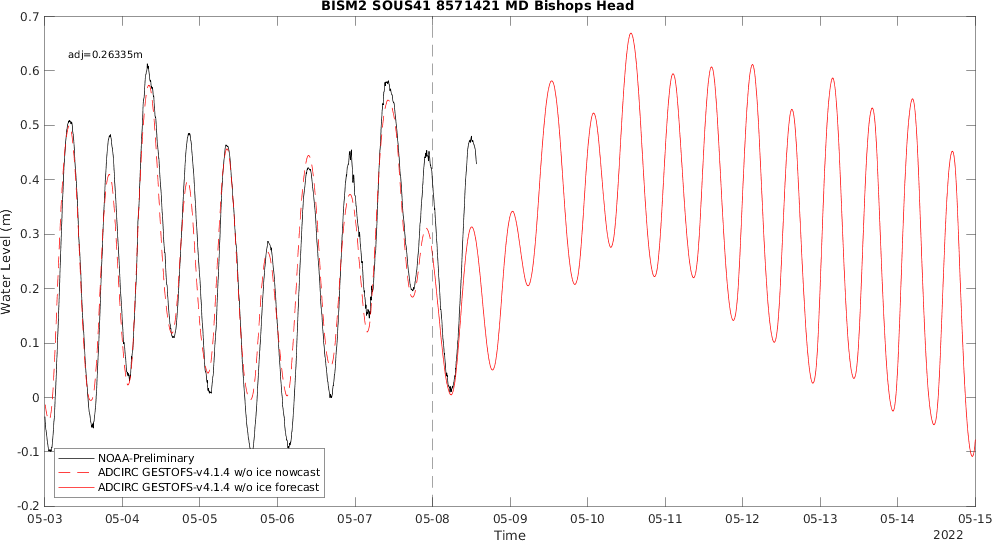 BISM2 SOUS41 8571421 MD Bishops Head
adj=0.26335m
0.7
0.6
0.5
0.4
0.3
0.2
0.1
0
-0.1
-0.2
Water Level (m)
NOAA-Preliminary
ADCIRC GESTOFS-v4.1.4 w/o ice nowcast
ADCIRC GESTOFS-v4.1.4 w/o ice forecast
05-03 05-04 05-05 05-06 05-07 05-08 05-09 05-10 05-11 05-12 05-13 05-14 05-15
Time
2022